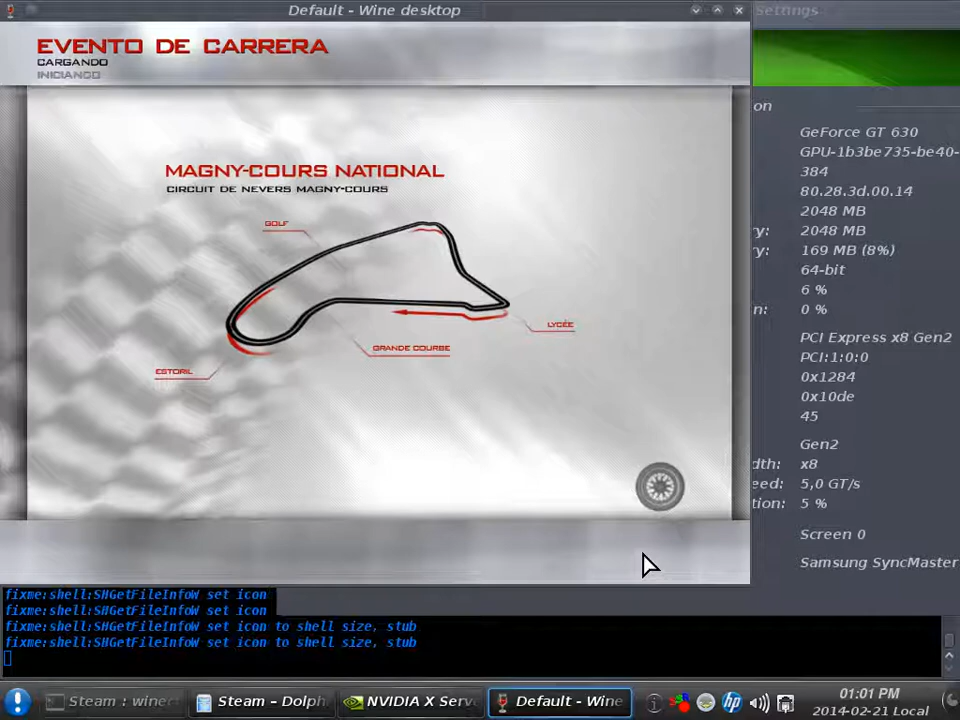 Default - Wine desktop
Settings
EVENTO DE CARRERA
CARGANDO
INICIANDO
MAGNY-COURS NATIONAL
CIRCUIT DE NEVERS MAGNY-COURS
GOLF
LYCÉE
GRANDE COURBE
ESTORIL
on
GeForce GT 630
GPU-1b3be735-be40-
384
80.28.3d.00.14
2048 MB
ry: 2048 MB
ry: 169 MB (8%)
64-bit
6 %
n: 0 %
PCI Express x8 Gen2
PCI:1:0:0
0x1284
0x10de
45
Gen2
dth: x8
eed: 5,0 GT/s
tion: 5 %
Screen 0
Samsung SyncMaster
fixme:shell:SHGetFileInfoW set icon
fixme:shell:SHGetFileInfoW set icon
fixme:shell:SHGetFileInfoW set icon to shell size, stub
fixme:shell:SHGetFileInfoW set icon to shell size, stub
Steam : winec
Steam – Dolph
NVIDIA X Serve
Default - Wine
hp
01:01 PM
2014-02-21 Local